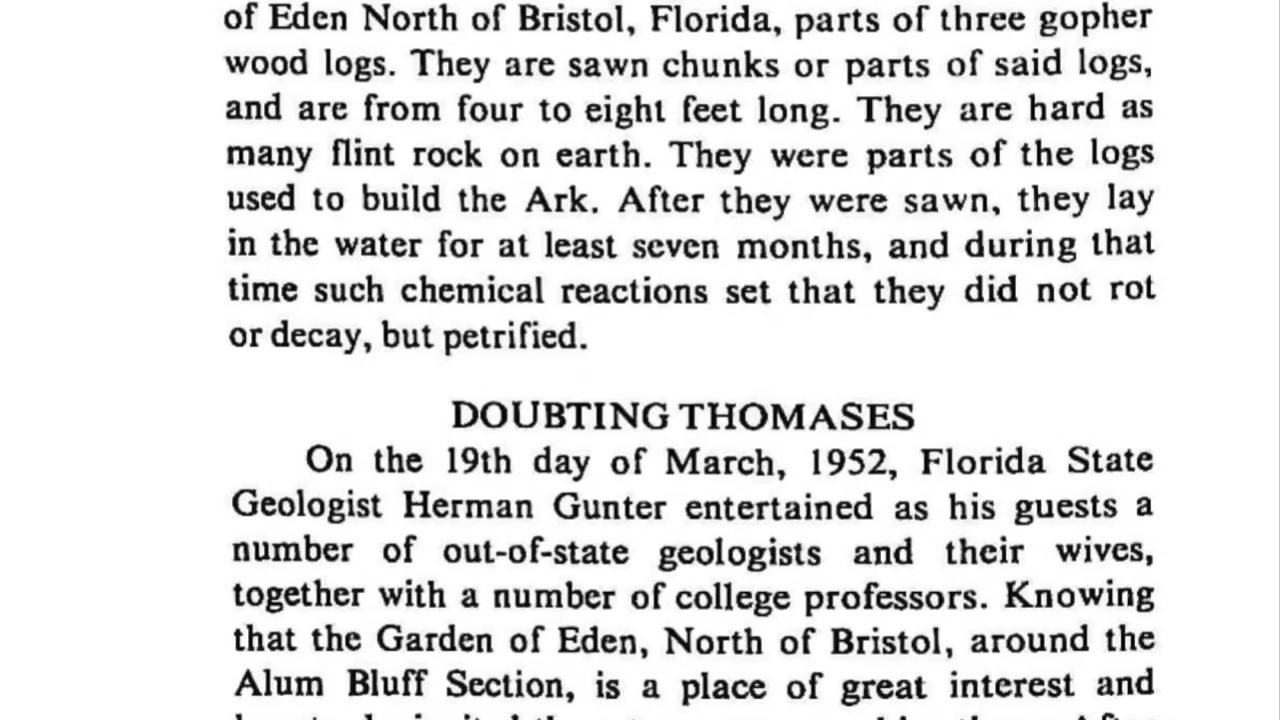 of Eden North of Bristol, Florida, parts of three gopher
wood logs. They are sawn chunks or parts of said logs,
and are from four to eight feet long. They are hard as
many flint rock on earth. They were parts of the logs
used to build the Ark. After they were sawn, they lay
in the water for at least seven months, and during that
time such chemical reactions set that they did not rot
or decay, but petrified.
DOUBTING THOMASES
On the 19th day of March, 1952, Florida State
Geologist Herman Gunter entertained as his guests a
number of out-of-state geologists and their wives,
together with a number of college professors. Knowing
that the Garden of Eden, North of Bristol, around the
Alum Bluff Section, is a place of great interest and